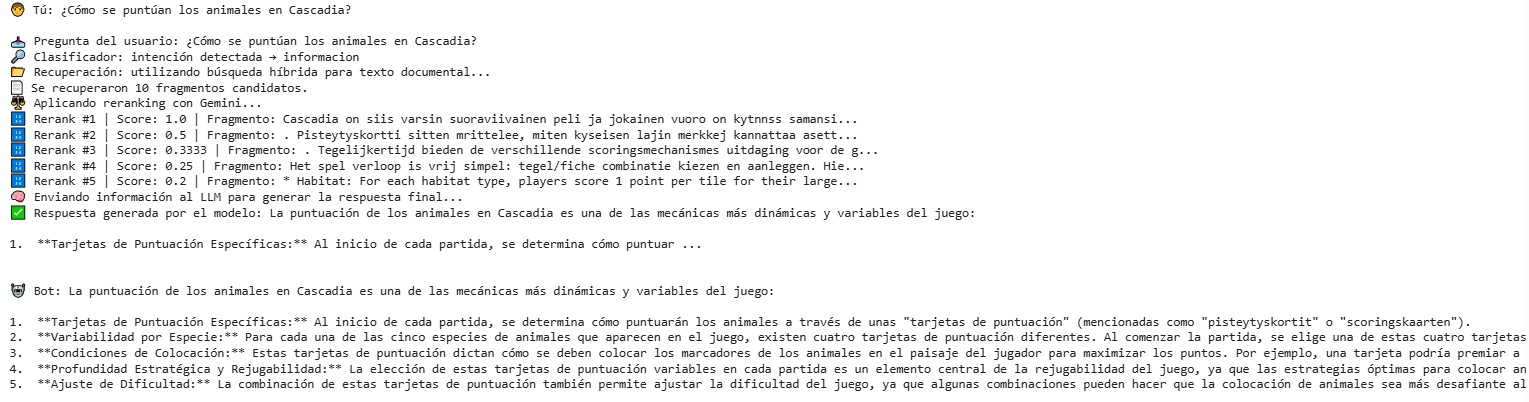 🧑 Tú: ¿Cómo se puntúan los animales en Cascadia?
📥 Pregunta del usuario: ¿Cómo se puntúan los animales en Cascadia?
🔎 Clasificador: intención detectada → informacion
📂 Recuperación: utilizando búsqueda híbrida para texto documental...
📄 Se recuperaron 10 fragmentos candidatos.
Aplicando reranking con Gemini...
🔢 Rerank #1 | Score: 1.0 | Fragmento: Cascadia on siis varsin suoraviivainen peli ja jokainen vuoro on kytnnss samansi...
🔢 Rerank #2 | Score: 0.5 | Fragmento: . Pisteytyskortti sitten mrittelee, miten kyseisen lajin merkkej kannattaa asett...
🔢 Rerank #3 | Score: 0.3333 | Fragmento: . Tegelijkertijd bieden de verschillende scoringsmechanismes uitdaging voor de g...
🔢 Rerank #4 | Score: 0.25 | Fragmento: Het spel verloop is vrij simpel: tegel/fiche combinatie kiezen en aanleggen. Hie...
🔢 Rerank #5 | Score: 0.2 | Fragmento: * Habitat: For each habitat type, players score 1 point per tile for their large...
🧠 Enviando información al LLM para generar la respuesta final...
✅ Respuesta generada por el modelo: La puntuación de los animales en Cascadia es una de las mecánicas más dinámicas y variables del juego:
1.  **Tarjetas de Puntuación Específicas:** Al inicio de cada partida, se determina cómo puntuar ...
🤖 Bot: La puntuación de los animales en Cascadia es una de las mecánicas más dinámicas y variables del juego:
1.  **Tarjetas de Puntuación Específicas:** Al inicio de cada partida, se determina cómo puntuarán los animales a través de unas "tarjetas de puntuación" (mencionadas como "pisteytyskortit" o "scoringskaarten").
2.  **Variabilidad por Especie:** Para cada una de las cinco especies de animales que aparecen en el juego, existen cuatro tarjetas de puntuación diferentes. Al comenzar la partida, se elige una de estas cuatro tarjetas
3.  **Condiciones de Colocación:** Estas tarjetas de puntuación dictan cómo se deben colocar los marcadores de los animales en el paisaje del jugador para maximizar los puntos. Por ejemplo, una tarjeta podría premiar a
4.  **Profundidad Estratégica y Rejugabilidad:** La elección de estas tarjetas de puntuación variables en cada partida es un elemento central de la rejugabilidad del juego, ya que las estrategias óptimas para colocar an
5.  **Ajuste de Dificultad:** La combinación de estas tarjetas de puntuación también permite ajustar la dificultad del juego, ya que algunas combinaciones pueden hacer que la colocación de animales sea más desafiante al